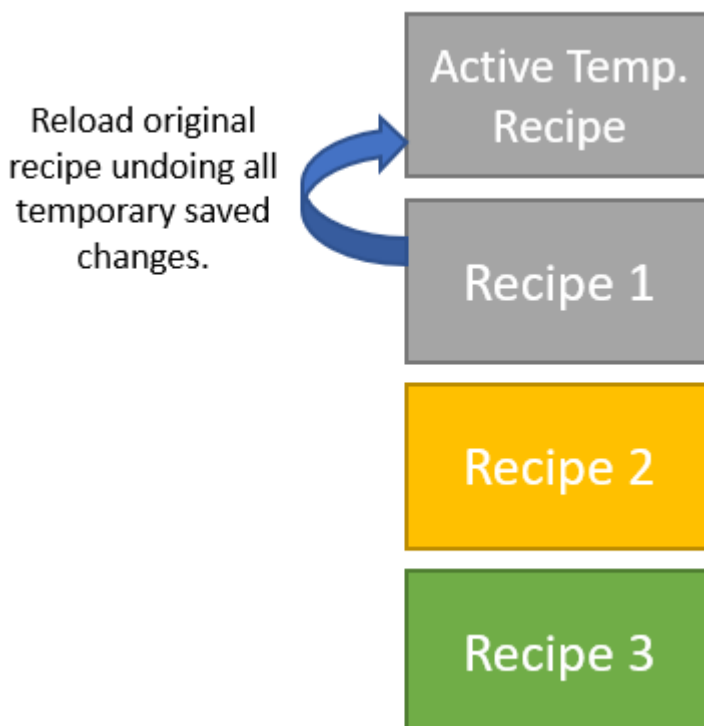 Active Temp.
Recipe
Reload original
recipe undoing all
temporary saved
changes.
Recipe 1
Recipe 2
Recipe 3